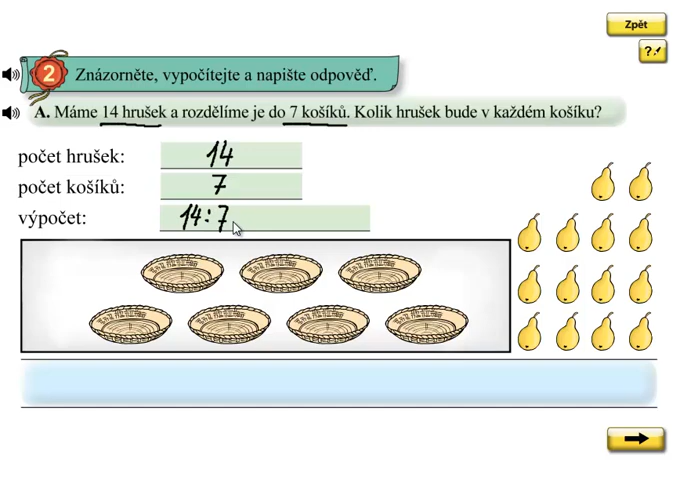 Zpět
?
2 Znázorněte, vypočítejte a napište odpověď.
A. Máme 14 hrušek a rozdělíme je do 7 košíků. Kolik hrušek bude v každém košíku?
počet hrušek: 14
počet košíků: 7
výpočet: 14:7